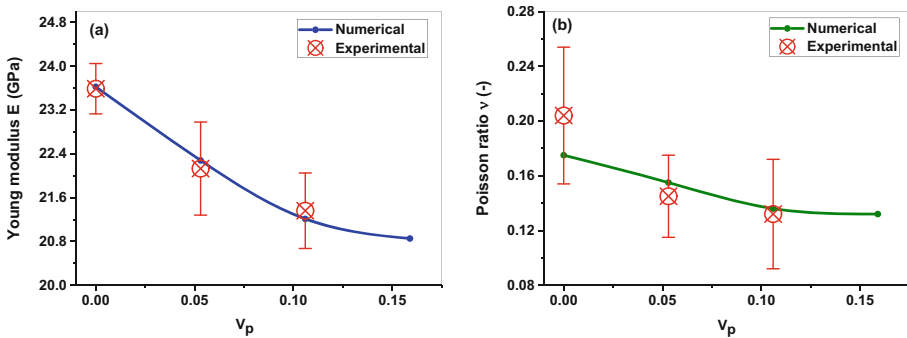 (a)
Numerical
Experimental
Young modulus E (GPa)
24.8
24.0
23.2
22.4
21.6
20.8
20.0
0.00
0.05
0.10
0.15
Vp
(b)
Numerical
Experimental
Poisson ratio ν (-)
0.28
0.24
0.20
0.16
0.12
0.08
0.00
0.05
0.10
0.15
Vp